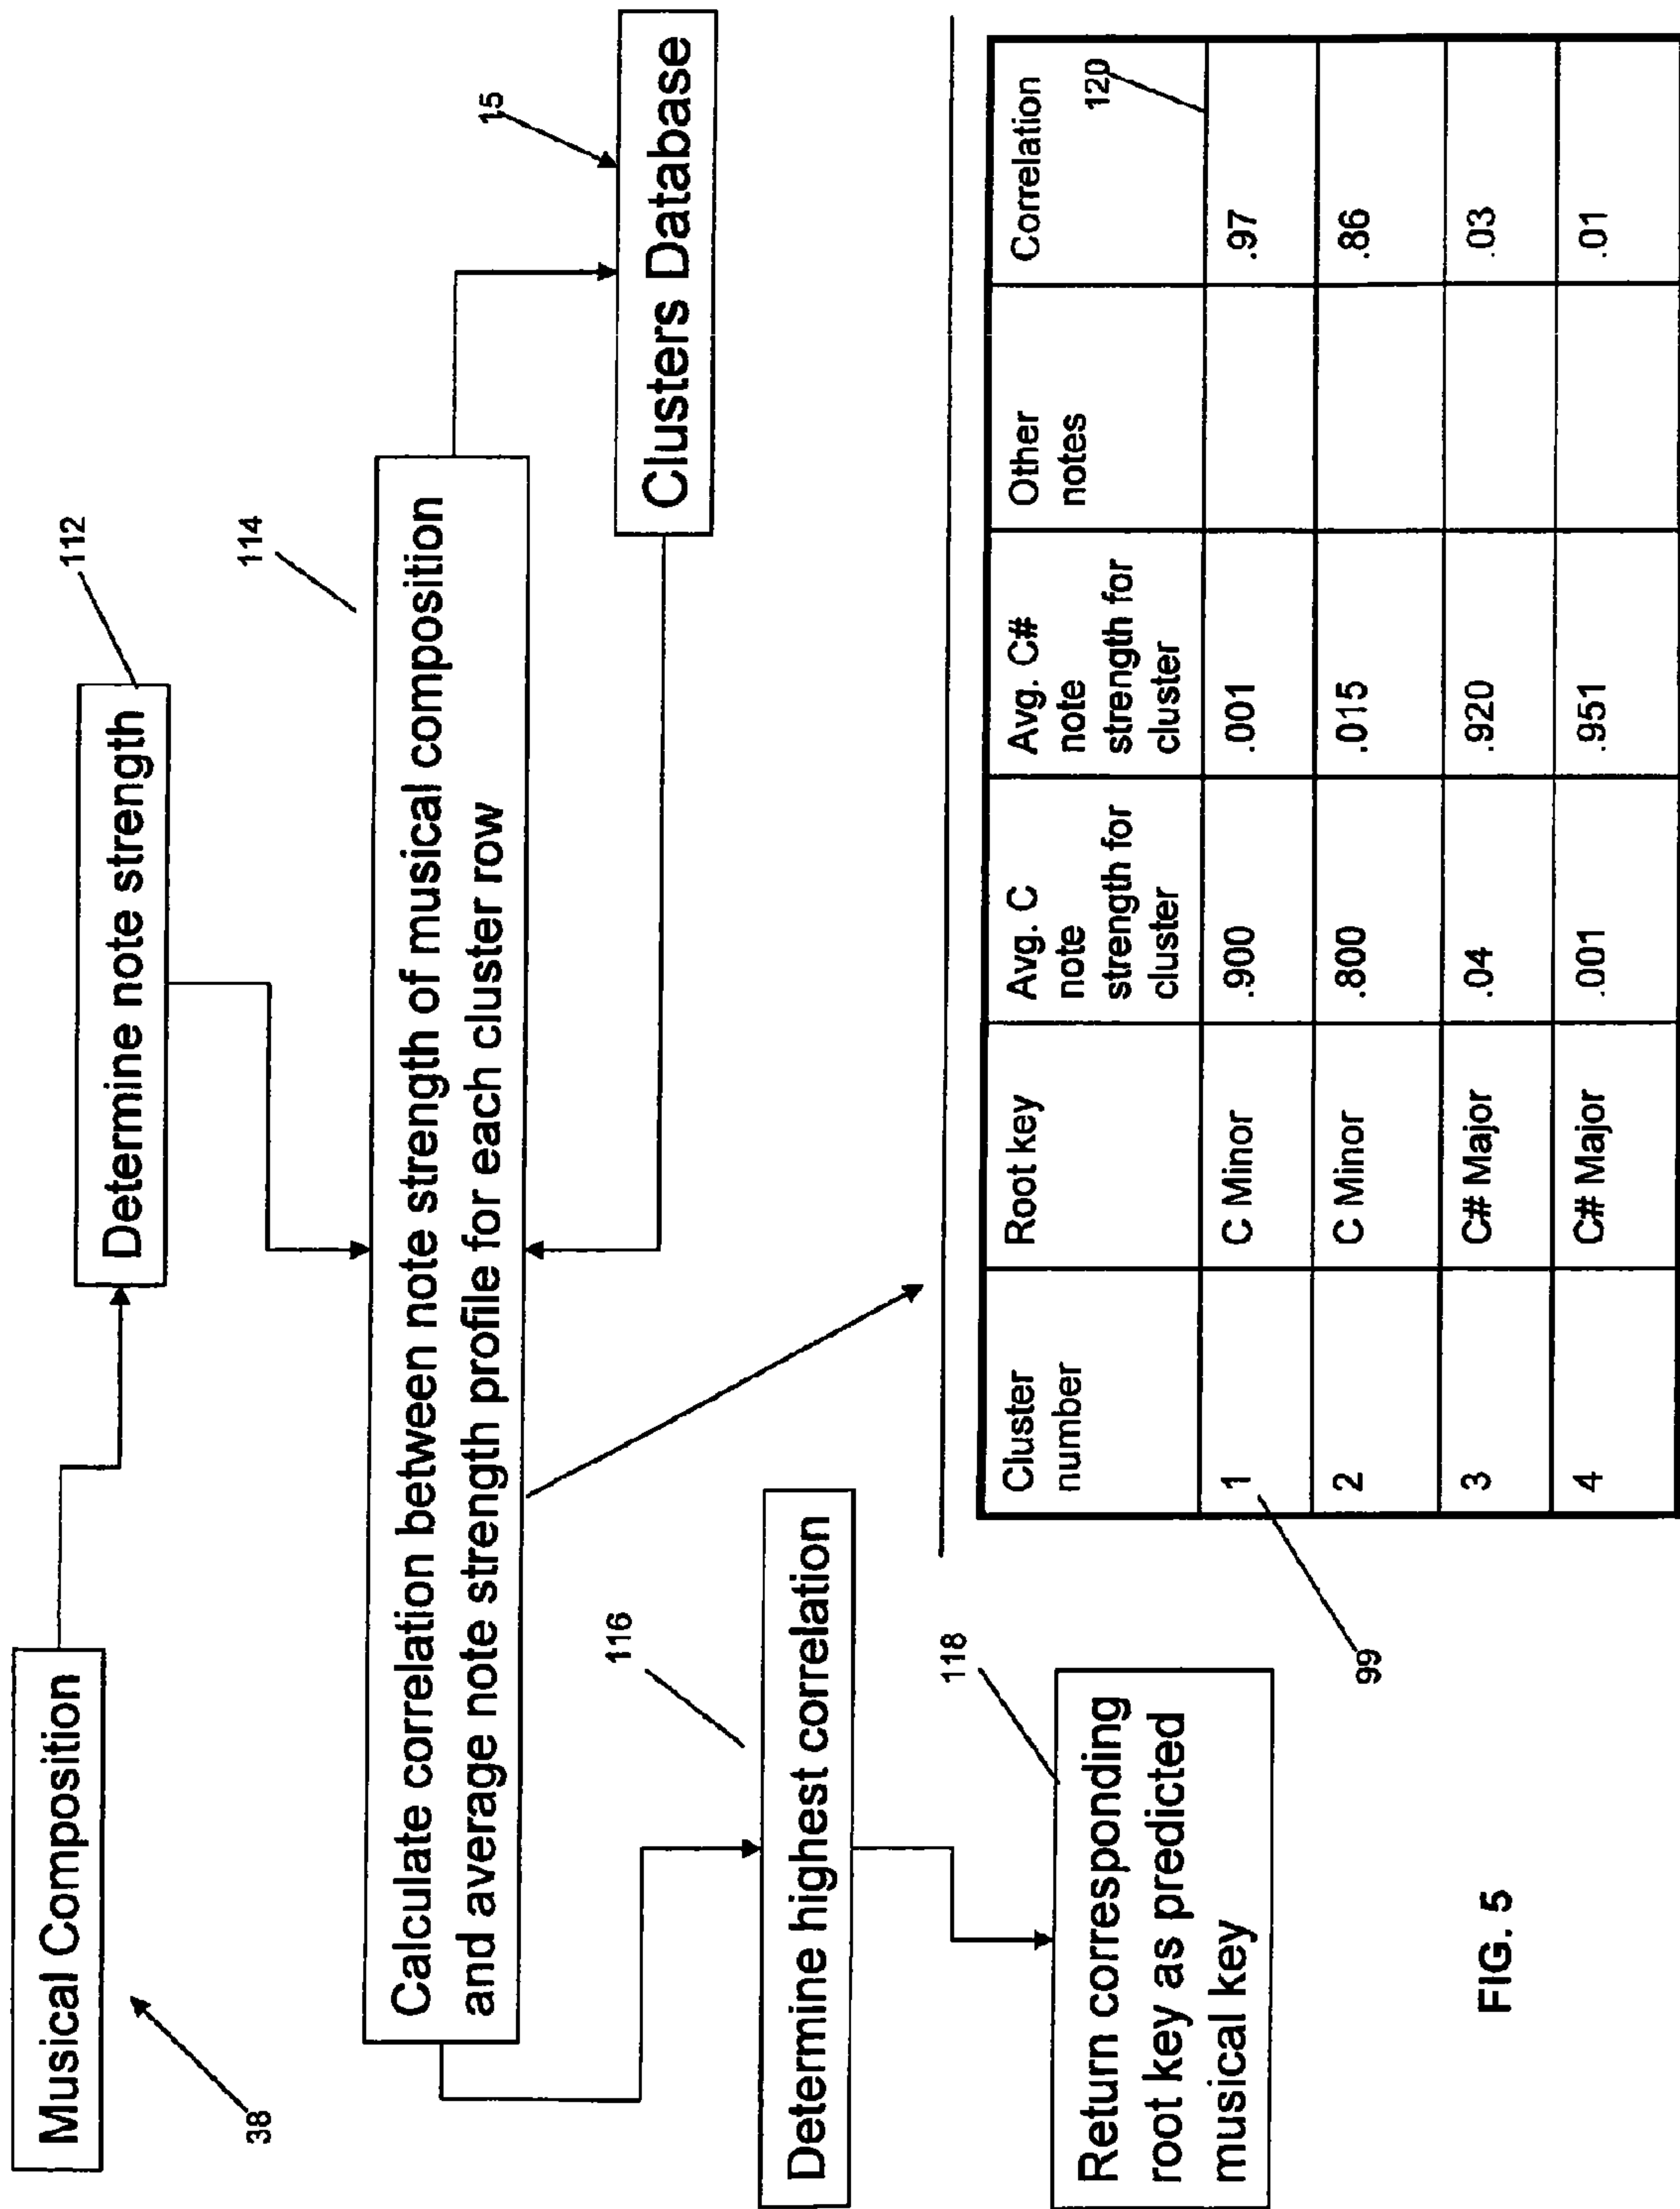 Musical Composition
38
Determine note strength
112
114
Calculate correlation between note strength of musical composition
and average note strength profile for each cluster row
15
Clusters Database
116
Determine highest correlation
118
Return corresponding
root key as predicted
musical key
Cluster number | Root key | Avg. C note strength for cluster | Avg. C# note strength for cluster | Other notes | Correlation
120
1 | C Minor | .900 | .001 | | .97
2 | C Minor | .800 | .015 | | .86
3 | C# Major | .04 | .920 | | .03
4 | C# Major | .001 | .951 | | .01
99
FIG. 5